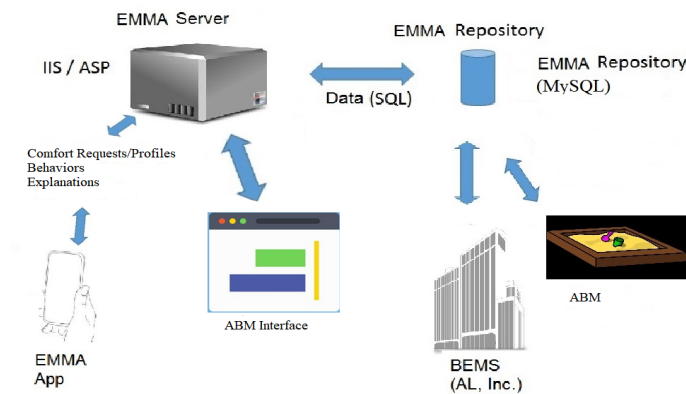 EMMA Server
IIS / ASP
EMMA Repository
EMMA Repository
(MySQL)
Data (SQL)
Comfort Requests/Profiles
Behaviors
Explanations
ABM Interface
ABM
EMMA
App
BEMS
(AL, Inc.)